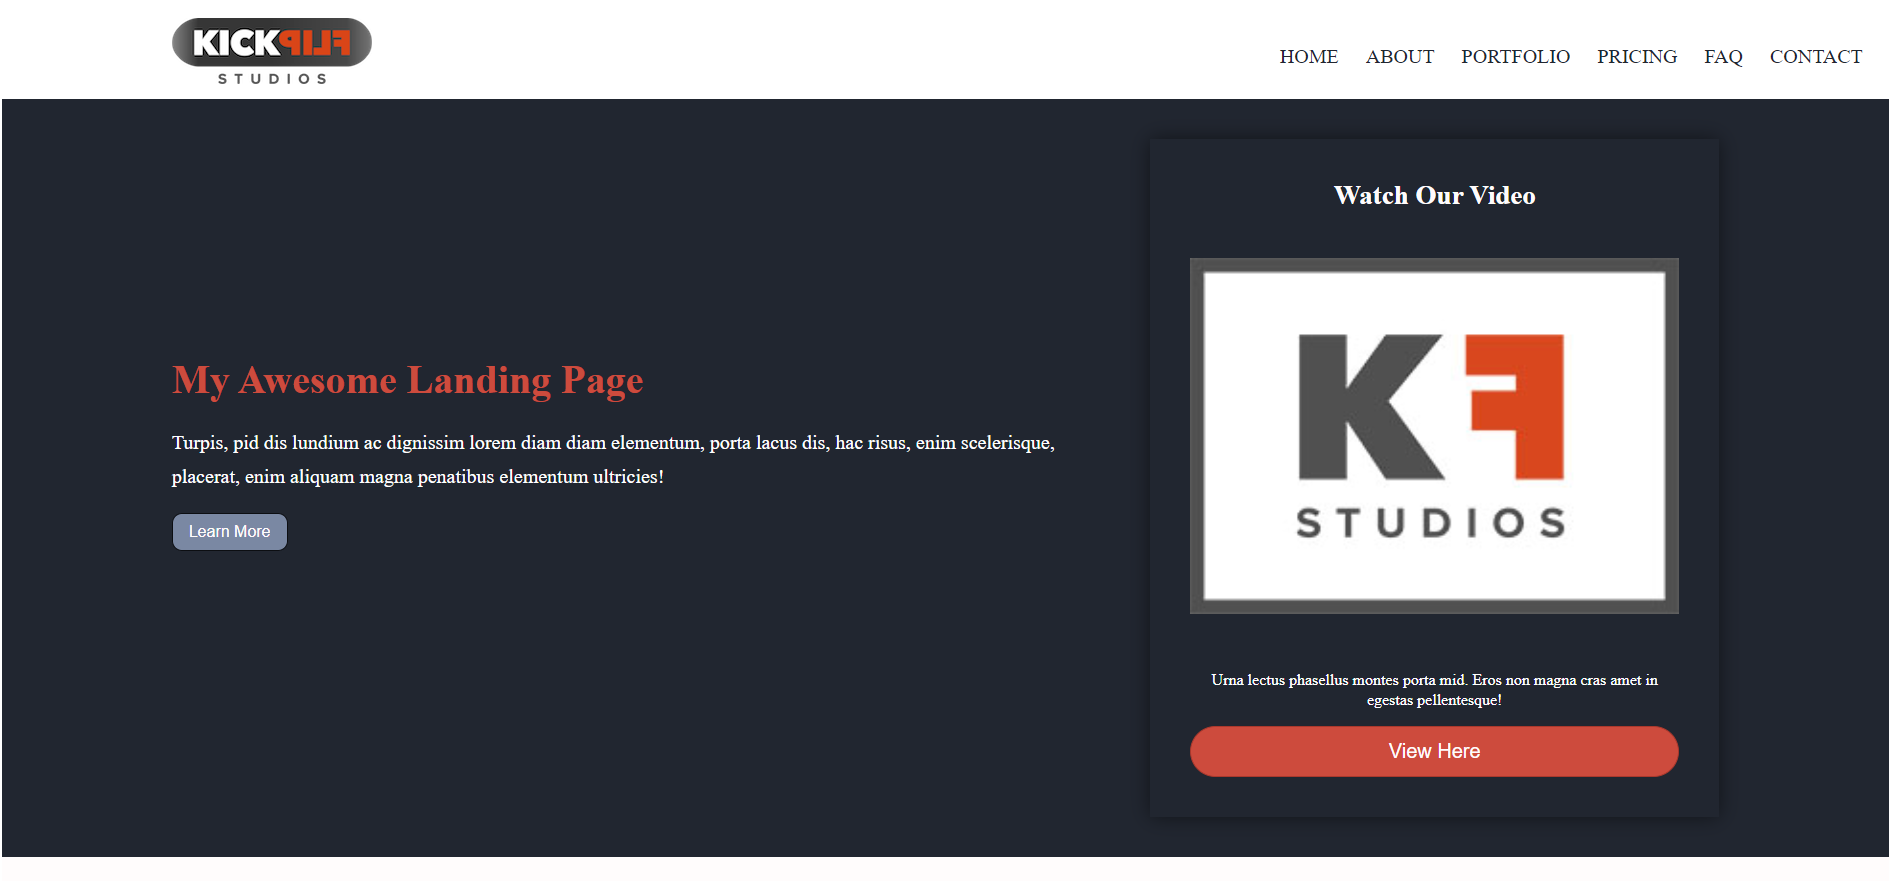 KICKFLIP
STUDIOS
HOME ABOUT PORTFOLIO PRICING FAQ CONTACT
My Awesome Landing Page
Turpis, pid dis lundium ac dignissim lorem diam diam elementum, porta lacus dis, hac risus, enim scelerisque,
placerat, enim aliquam magna penatibus elementum ultricies!
Learn More
Watch Our Video
KF
STUDIOS
Urna lectus phasellus montes porta mid. Eros non magna cras amet in
egestas pellentesque!
View Here